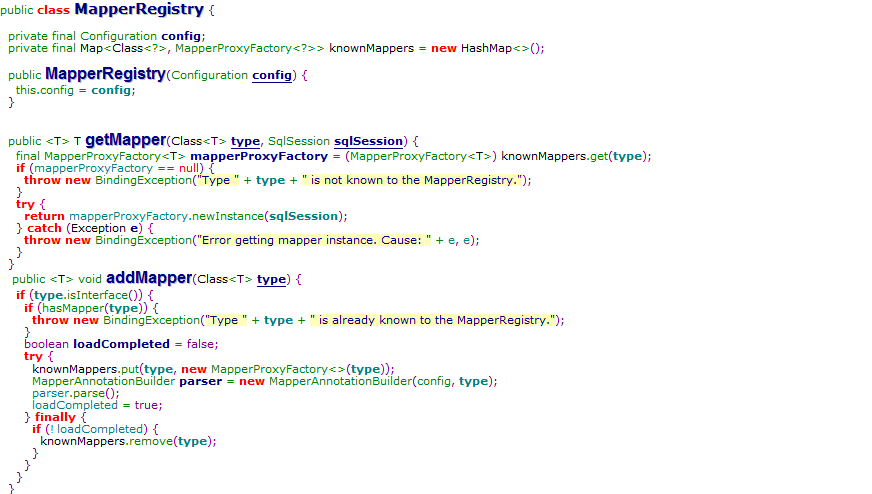 public class MapperRegistry {
private final Configuration config;
private final Map<Class<?>, MapperProxyFactory<?>> knownMappers = new HashMap<>();
public MapperRegistry(Configuration config) {
this.config = config;
}
public <T> T getMapper(Class<T> type, SqlSession sqlSession) {
final MapperProxyFactory<T> mapperProxyFactory = (MapperProxyFactory<T>) knownMappers.get(type);
if (mapperProxyFactory == null) {
throw new BindingException("Type " + type + " is not known to the MapperRegistry.");
}
try {
return mapperProxyFactory.newInstance(sqlSession);
} catch (Exception e) {
throw new BindingException("Error getting mapper instance. Cause: " + e, e);
}
}
public <T> void addMapper(Class<T> type) {
if (type.isInterface()) {
if (hasMapper(type)) {
throw new BindingException("Type " + type + " is already known to the MapperRegistry.");
}
boolean loadCompleted = false;
try {
knownMappers.put(type, new MapperProxyFactory<>(type));
MapperAnnotationBuilder parser = new MapperAnnotationBuilder(config, type);
parser.parse();
loadCompleted = true;
} finally {
if (! loadCompleted) {
knownMappers.remove(type);
}
}
}
}